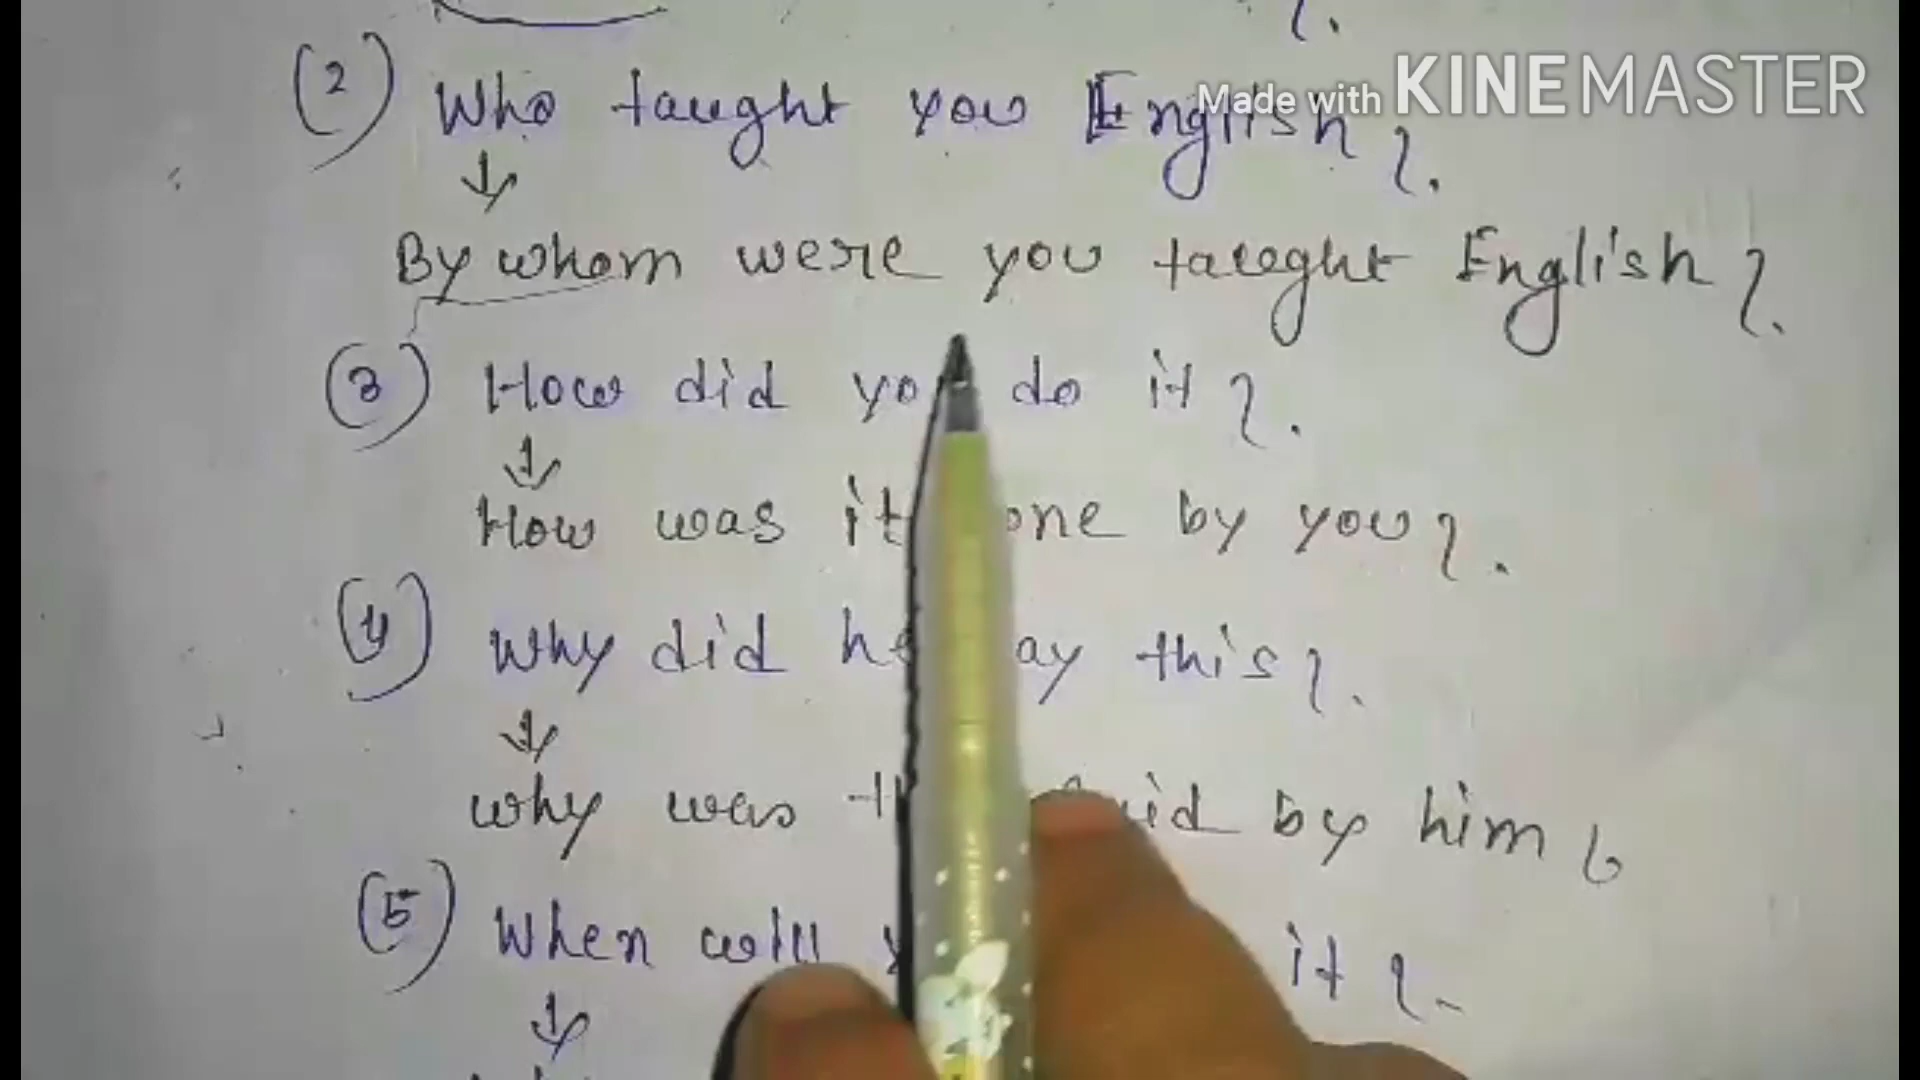 Made with KINEMASTER
(2) Who taught you English?
↓
By whom were you taught English?
(3) How did you do it?
↓
How was it one by you?
(4) Why did he ay this?
↓
why was by him
(5) When will it?
↓